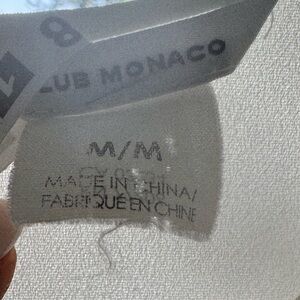 8
LUB MONACO
M/M
MADE IN CHINA/
FABRIQUÉ EN CHINE